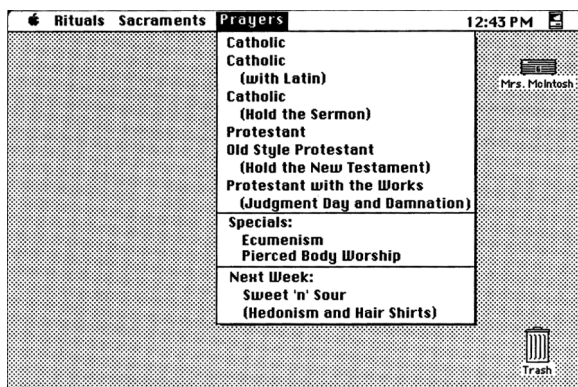 Rituals Sacraments Prayers 12:43 PM
Catholic
Catholic
(with Latin)
Catholic
(Hold the Sermon)
Protestant
Old Style Protestant
(Hold the New Testament)
Protestant with the Works
(Judgment Day and Damnation)
Specials:
Ecumenism
Pierced Body Worship
Next Week:
Sweet 'n' Sour
(Hedonism and Hair Shirts)
Mrs. McIntosh
Trash